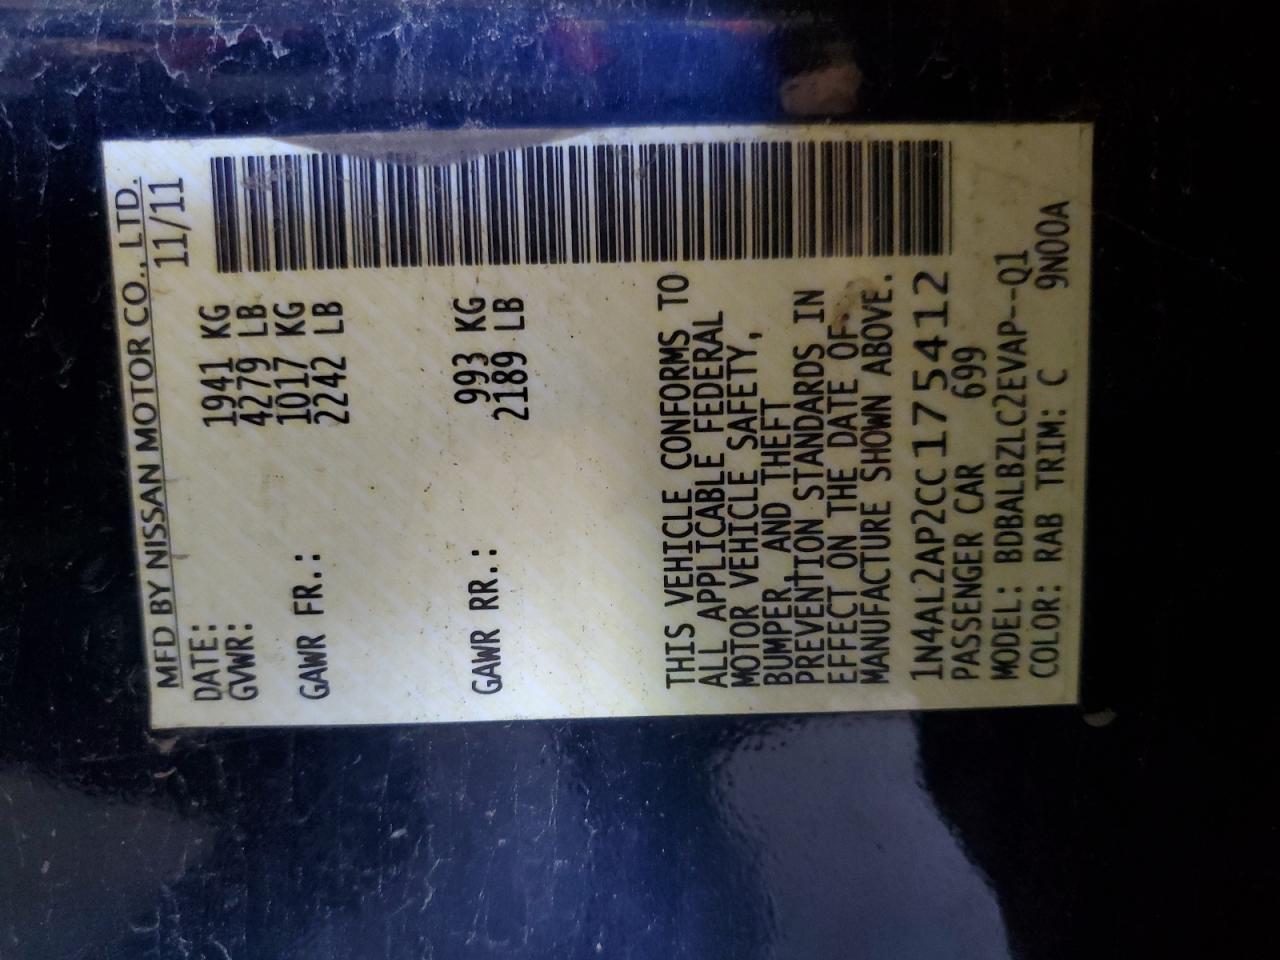 MFD BY NISSAN MOTOR CO., LTD.
DATE: 11/11
GVWR: 1941 KG
4279 LB
GAWR FR.: 1017 KG
2242 LB
GAWR RR.: 993 KG
2189 LB
THIS VEHICLE CONFORMS TO
ALL APPLICABLE FEDERAL
MOTOR VEHICLE SAFETY,
BUMPER, AND THEFT
PREVENTION STANDARDS IN
EFFECT ON THE DATE OF
MANUFACTURE SHOWN ABOVE.
1N4AL2AP2CC175412
PASSENGER CAR 699
MODEL: BDBALBZLC2EVAP--Q1
COLOR: RAB TRIM: C 9N00A